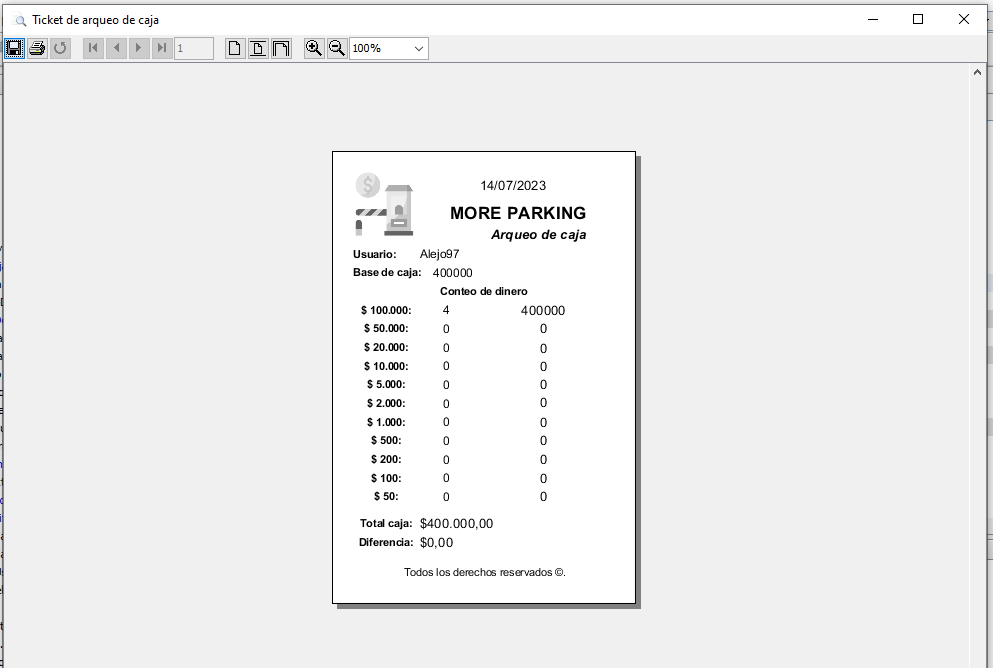 Ticket de arqueo de caja
1
100%
$
14/07/2023
MORE PARKING
Arqueo de caja
Usuario: Alejo97
Base de caja: 400000
Conteo de dinero
$ 100.000: 4 400000
$ 50.000: 0 0
$ 20.000: 0 0
$ 10.000: 0 0
$ 5.000: 0 0
$ 2.000: 0 0
$ 1.000: 0 0
$ 500: 0 0
$ 200: 0 0
$ 100: 0 0
$ 50: 0 0
Total caja: $400.000,00
Diferencia: $0,00
Todos los derechos reservados ©.